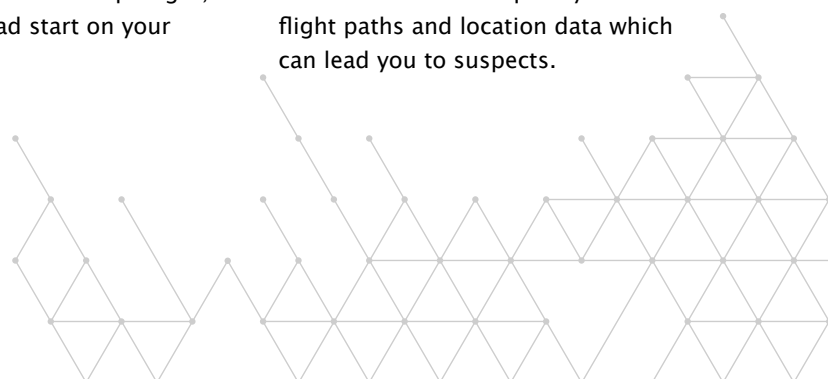 ad start on your
flight paths and location data which
can lead you to suspects.